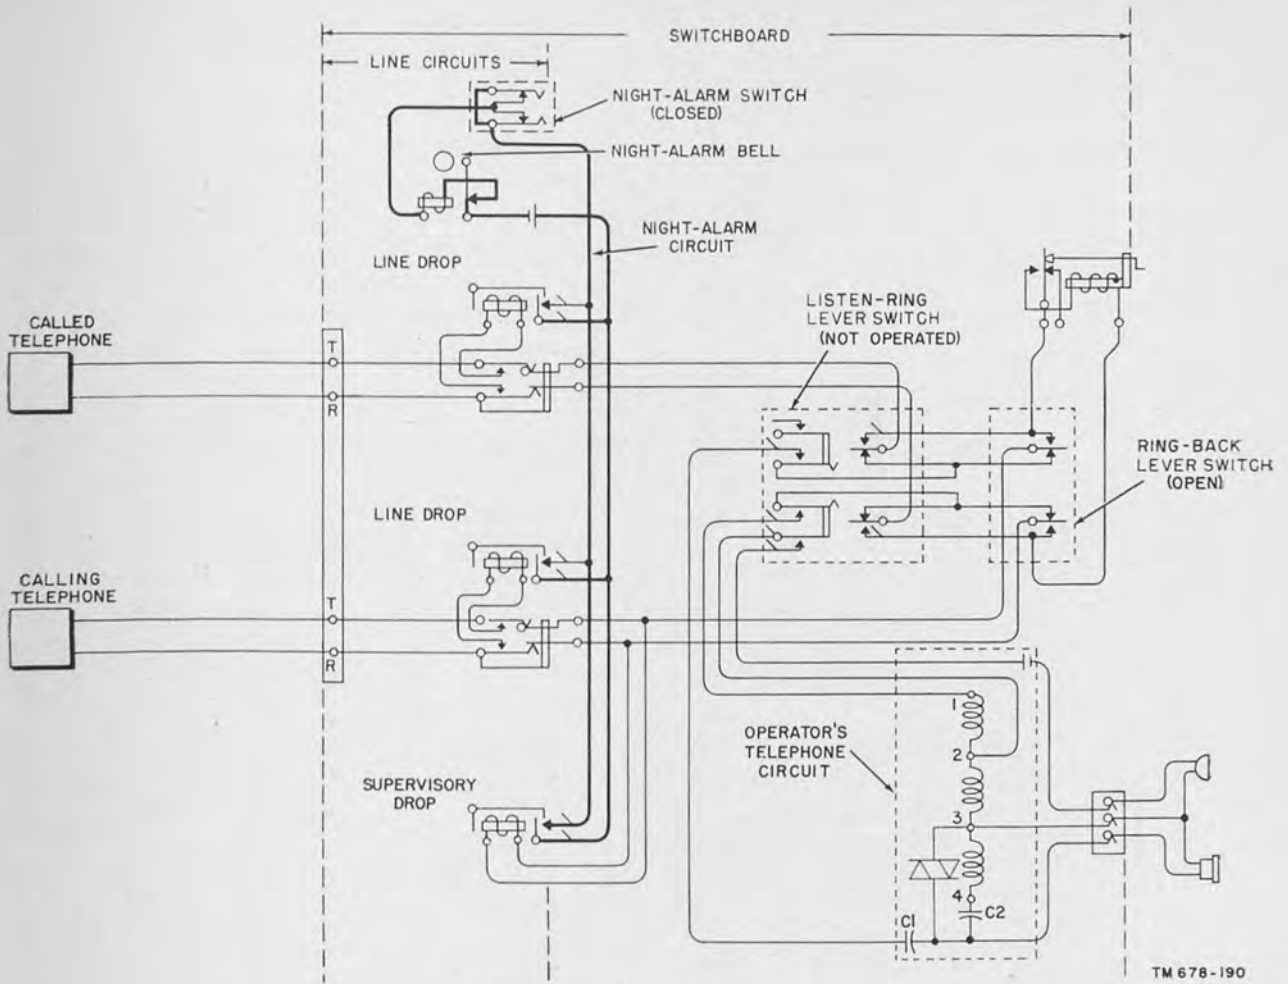 SWITCHBOARD
LINE CIRCUITS
NIGHT-ALARM SWITCH
(CLOSED)
NIGHT-ALARM BELL
NIGHT-ALARM
CIRCUIT
LINE DROP
LISTEN-RING
LEVER SWITCH
(NOT OPERATED)
CALLED
TELEPHONE
T
R
RING-BACK
LEVER SWITCH
(OPEN)
LINE DROP
CALLING
TELEPHONE
T
R
OPERATOR'S
TELEPHONE
CIRCUIT
1
2
3
4
SUPERVISORY
DROP
C1
C2
TM 678-190